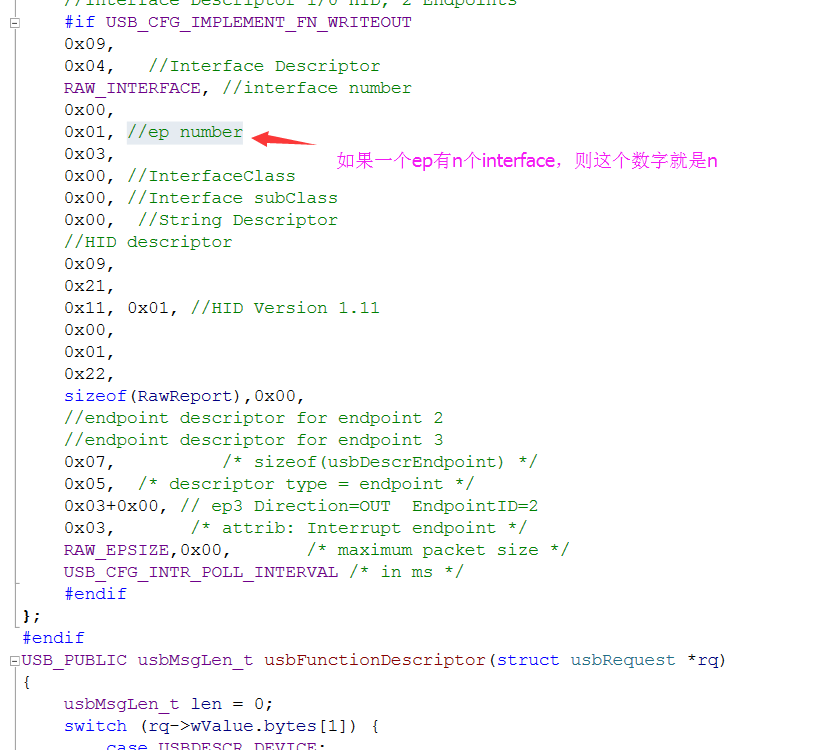 //Interface Descriptor 1/0 HID, 2 Endpoints
#if USB_CFG_IMPLEMENT_FN_WRITEOUT
0x09,
0x04,   //Interface Descriptor
RAW_INTERFACE, //interface number
0x00,
0x01, //ep number
如果一个ep有n个interface，则这个数字就是n
0x03,
0x00, //InterfaceClass
0x00, //Interface subClass
0x00,  //String Descriptor
//HID descriptor
0x09,
0x21,
0x11, 0x01, //HID Version 1.11
0x00,
0x01,
0x22,
sizeof(RawReport),0x00,
//endpoint descriptor for endpoint 2
//endpoint descriptor for endpoint 3
0x07,          /* sizeof(usbDescrEndpoint) */
0x05,  /* descriptor type = endpoint */
0x03+0x00, // ep3 Direction=OUT  EndpointID=2
0x03,       /* attrib: Interrupt endpoint */
RAW_EPSIZE,0x00,       /* maximum packet size */
USB_CFG_INTR_POLL_INTERVAL /* in ms */
#endif
};
#endif
USB_PUBLIC usbMsgLen_t usbFunctionDescriptor(struct usbRequest *rq)
{
usbMsgLen_t len = 0;
switch (rq->wValue.bytes[1]) {
case USBDESCR_DEVICE: